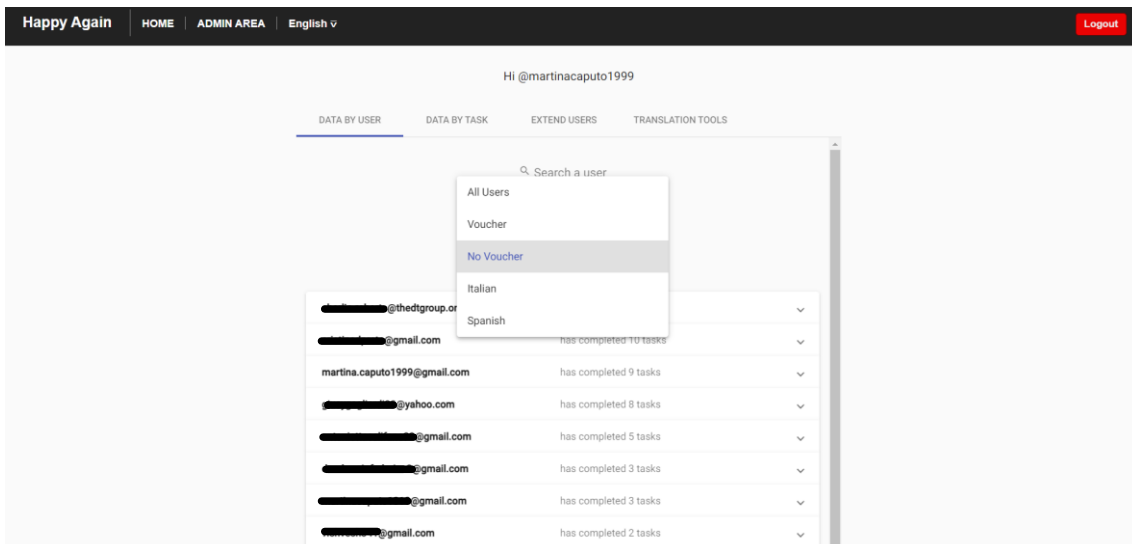 Happy Again HOME ADMIN AREA English Logout
Hi @martinacaputo1999
DATA BY USER DATA BY TASK EXTEND USERS TRANSLATION TOOLS
Search a user
All Users
Voucher
No Voucher
Italian
Spanish
@thedtgroup.or
@gmail.com has completed 10 tasks
martina.caputo1999@gmail.com has completed 9 tasks
@yahoo.com has completed 8 tasks
@gmail.com has completed 5 tasks
@gmail.com has completed 3 tasks
@gmail.com has completed 3 tasks
@gmail.com has completed 2 tasks